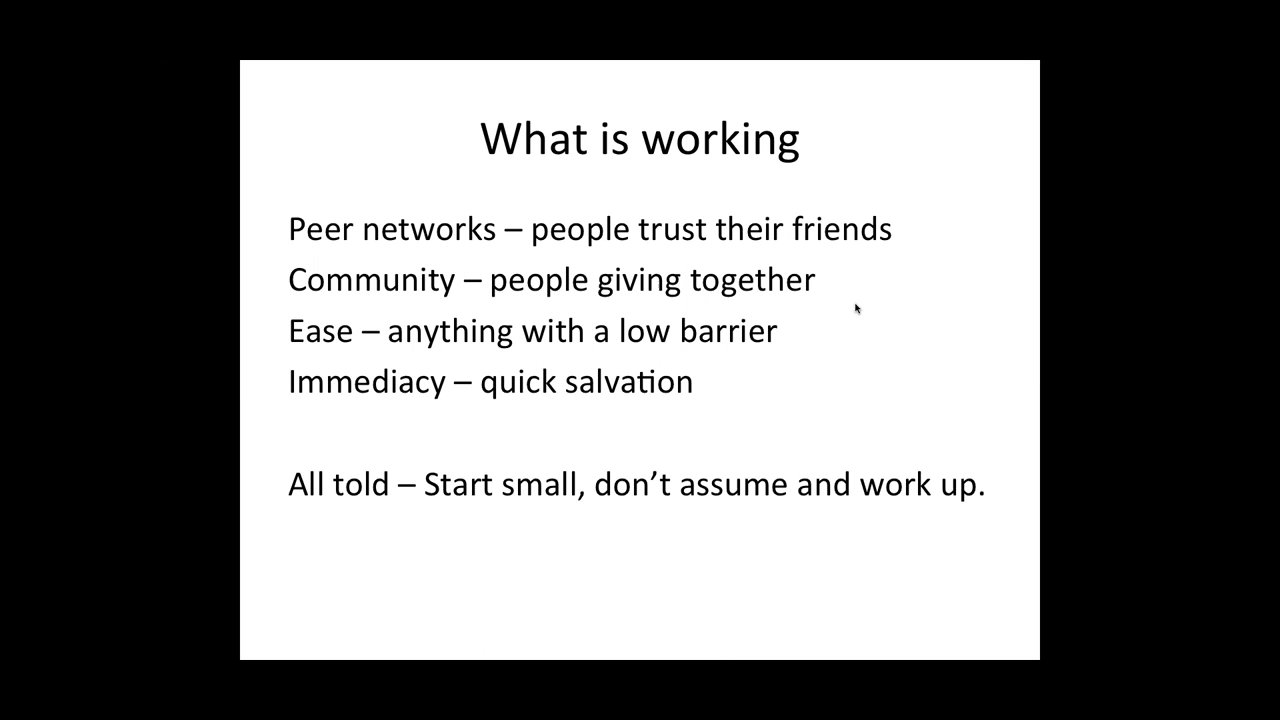 What is working
Peer networks – people trust their friends
Community – people giving together
Ease – anything with a low barrier
Immediacy – quick salvation
All told – Start small, don’t assume and work up.